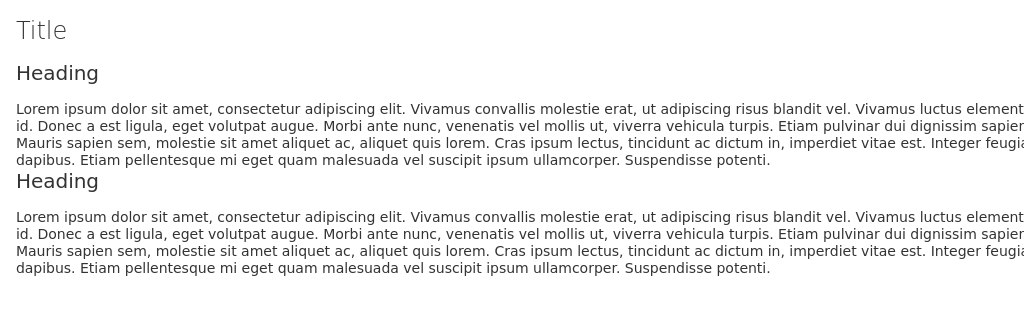 Title
Heading
Lorem ipsum dolor sit amet, consectetur adipiscing elit. Vivamus convallis molestie erat, ut adipiscing risus blandit vel. Vivamus luctus element
id. Donec a est ligula, eget volutpat augue. Morbi ante nunc, venenatis vel mollis ut, viverra vehicula turpis. Etiam pulvinar dui dignissim sapien
Mauris sapien sem, molestie sit amet aliquet ac, aliquet quis lorem. Cras ipsum lectus, tincidunt ac dictum in, imperdiet vitae est. Integer feugia
dapibus. Etiam pellentesque mi eget quam malesuada vel suscipit ipsum ullamcorper. Suspendisse potenti.
Heading
Lorem ipsum dolor sit amet, consectetur adipiscing elit. Vivamus convallis molestie erat, ut adipiscing risus blandit vel. Vivamus luctus element
id. Donec a est ligula, eget volutpat augue. Morbi ante nunc, venenatis vel mollis ut, viverra vehicula turpis. Etiam pulvinar dui dignissim sapien
Mauris sapien sem, molestie sit amet aliquet ac, aliquet quis lorem. Cras ipsum lectus, tincidunt ac dictum in, imperdiet vitae est. Integer feugia
dapibus. Etiam pellentesque mi eget quam malesuada vel suscipit ipsum ullamcorper. Suspendisse potenti.